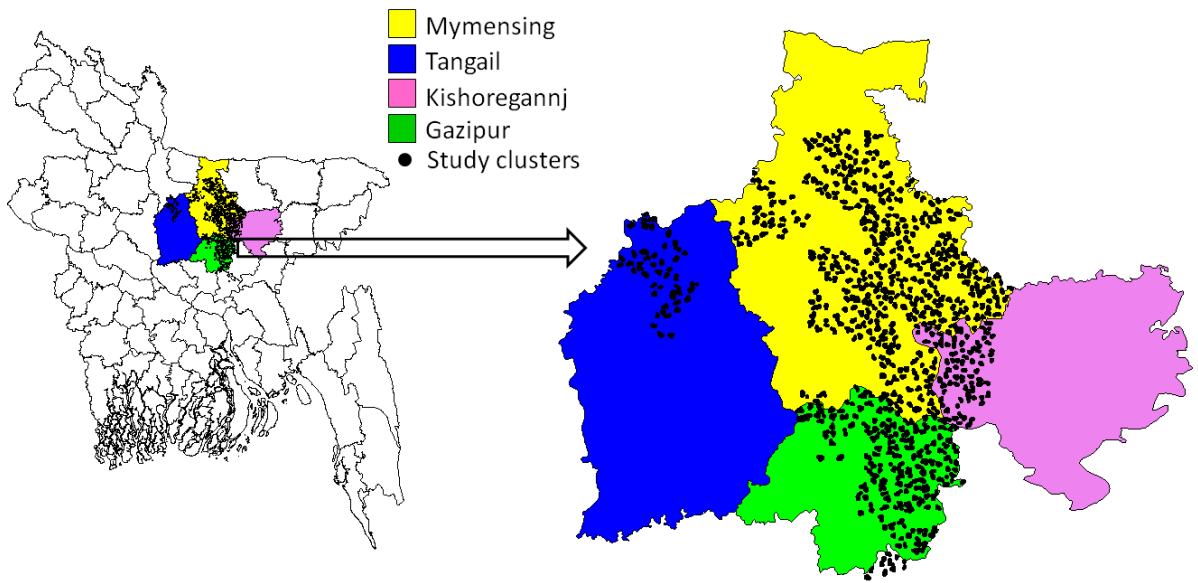 Mymensing
Tangail
Kishoregannj
Gazipur
Study clusters